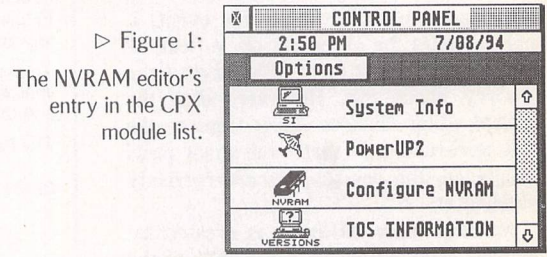 ▷ Figure 1:
The NVRAM editor's
entry in the CPX
module list.
CONTROL PANEL
2:50 PM 7/08/94
Options
SI
System Info
PowerUP2
NVRAM
Configure NVRAM
?
VERSIONS
TOS INFORMATION